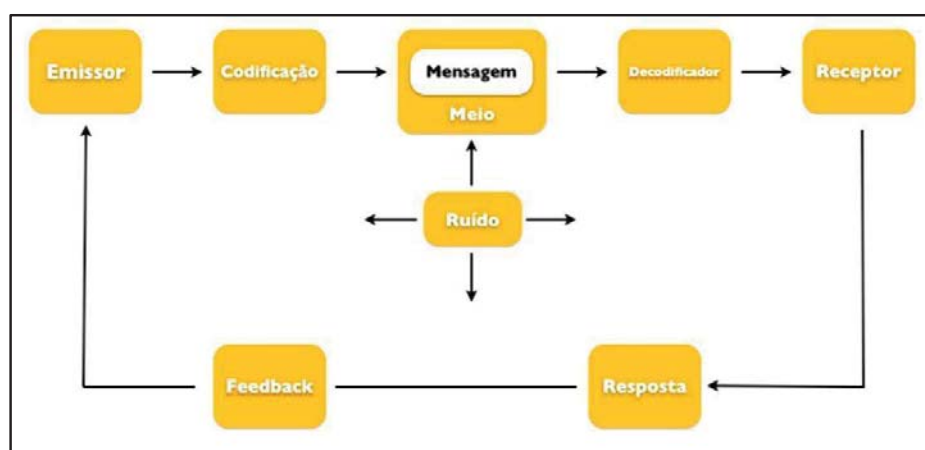 Emissor
Codificação
Mensagem
Meio
Decodificador
Receptor
Ruído
Feedback
Resposta